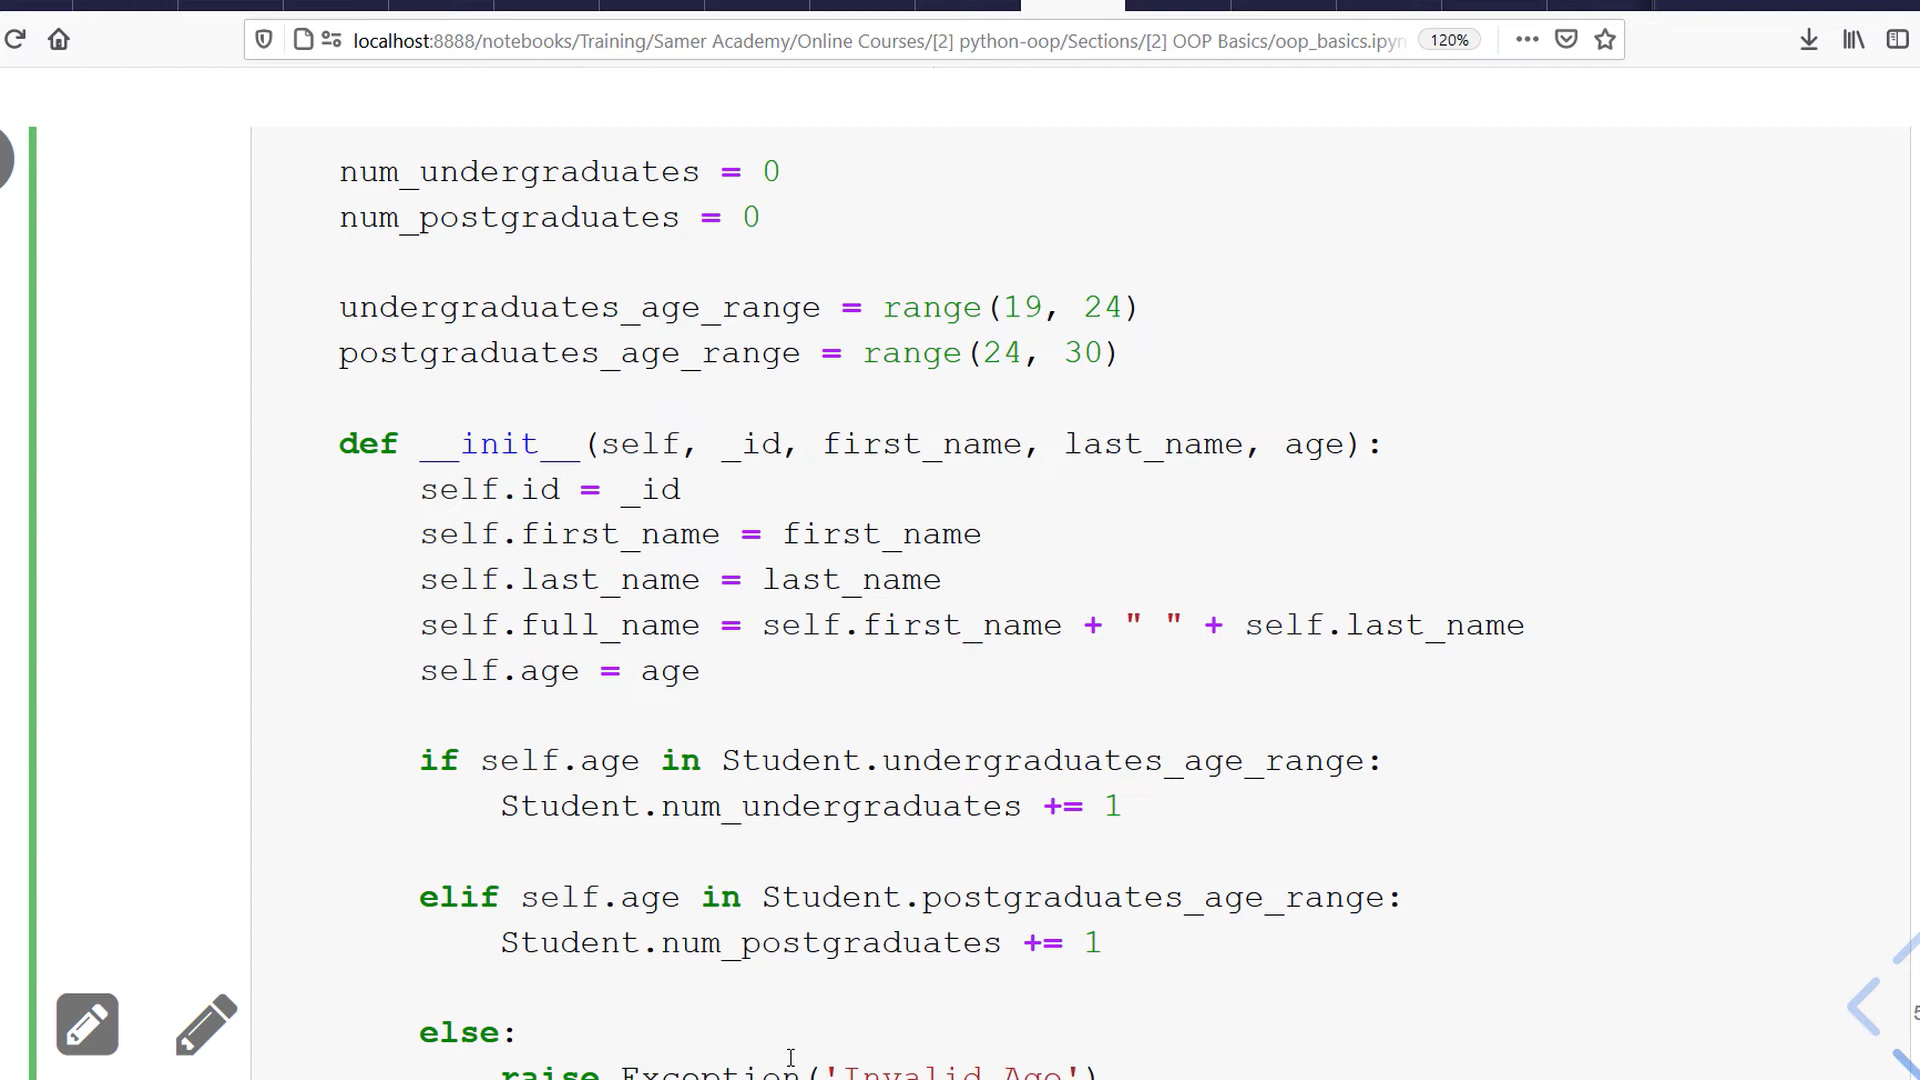 localhost:8888/notebooks/Training/Samer Academy/Online Courses/[2] python-oop/Sections/[2] OOP Basics/oop_basics.ipyn
120%
num_undergraduates = 0
num_postgraduates = 0
undergraduates_age_range = range(19, 24)
postgraduates_age_range = range(24, 30)
def __init__(self, _id, first_name, last_name, age):
self.id = _id
self.first_name = first_name
self.last_name = last_name
self.full_name = self.first_name + " " + self.last_name
self.age = age
if self.age in Student.undergraduates_age_range:
Student.num_undergraduates += 1
elif self.age in Student.postgraduates_age_range:
Student.num_postgraduates += 1
else:
raise Exception('Invalid Age')